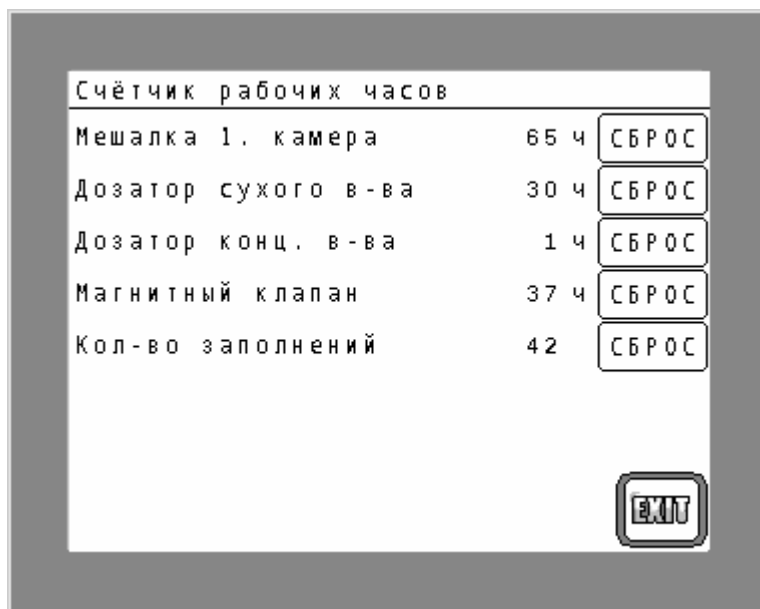 Счётчик рабочих часов
Мешалка 1. камера 65 ч СБРОС
Дозатор сухого в-ва 30 ч СБРОС
Дозатор конц. в-ва 1 ч СБРОС
Магнитный клапан 37 ч СБРОС
Кол-во заполнений 42 СБРОС
EXIT